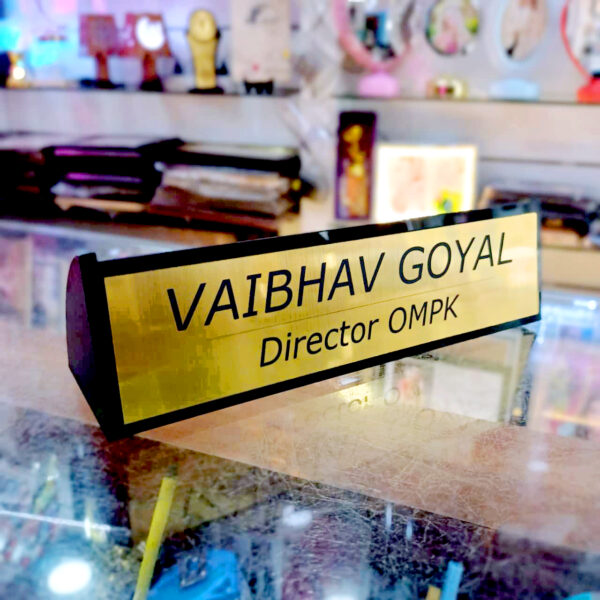 VAIBHAV GOYAL
Director OMPK